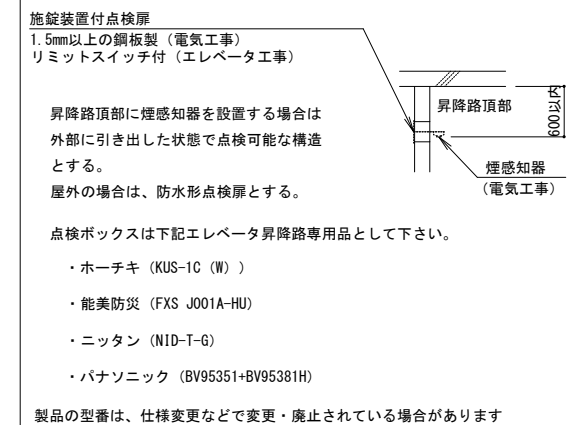 施錠装置付点検扉
1.5mm以上の鋼板製（電気工事）
リミットスイッチ付（エレベータ工事）
昇降路頂部
600以内
昇降路頂部に煙感知器を設置する場合は
外部に引き出した状態で点検可能な構造
とする。
屋外の場合は、防水形点検扉とする。
煙感知器
（電気工事）
点検ボックスは下記エレベータ昇降路専用品として下さい。
・ホーチキ（KUS-1C（W））
・能美防災（FXS J001A-HU）
・ニッタン（NID-T-G）
・パナソニック（BV95351+BV95381H）
製品の型番は、仕様変更などで変更・廃止されている場合があります